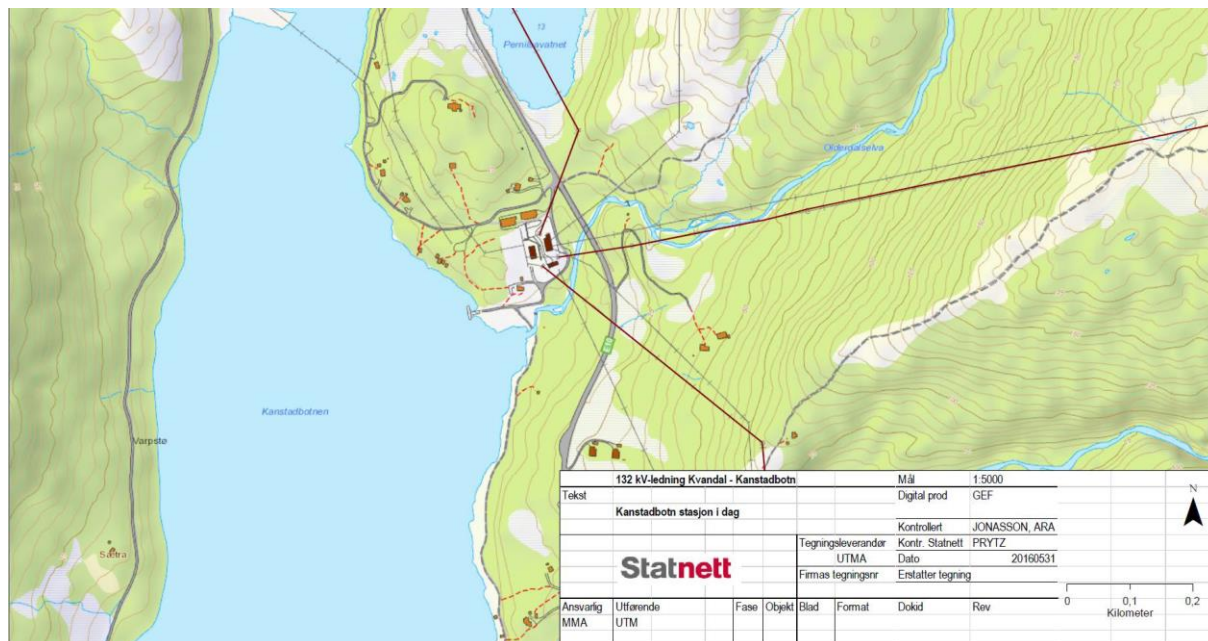 13
Pernillavatnet
Olderdalselva
E 10
Kanstadbotnen
Varpstø
Sætra
132 kV-ledning Kvandal - Kanstadbotn Mål 1:5000
Tekst Digital prod GEF
Kanstadbotn stasjon i dag
Kontrollert JONASSON, ARA
Tegningsleverandør Kontr. Statnett PRYTZ
UTMA Dato 20160531
Firmas tegningsnr Erstatter tegning
Statnett
Ansvarlig Utførende Fase Objekt Blad Format Dokid Rev
MMA UTM
N
0 0,1 0,2
Kilometer